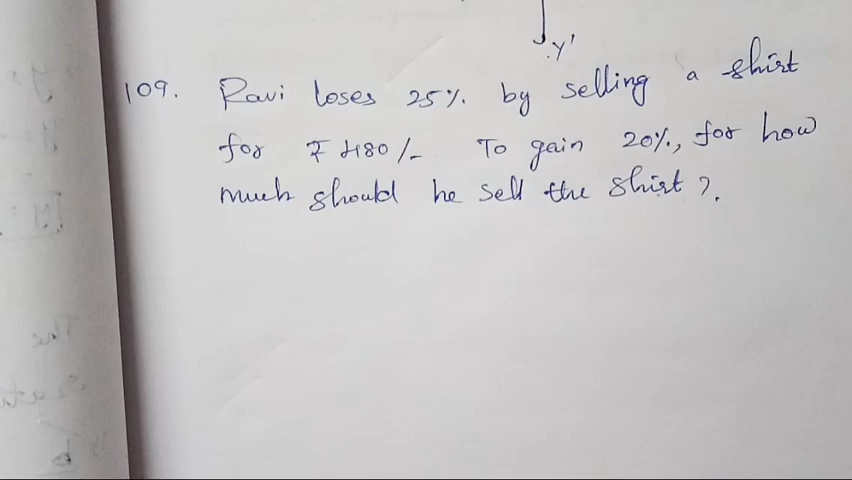 Y'
109. Ravi loses 25%. by selling a shirt
for ₹ 480/- To gain 20%, for how
much should he sell the shirt?.
The